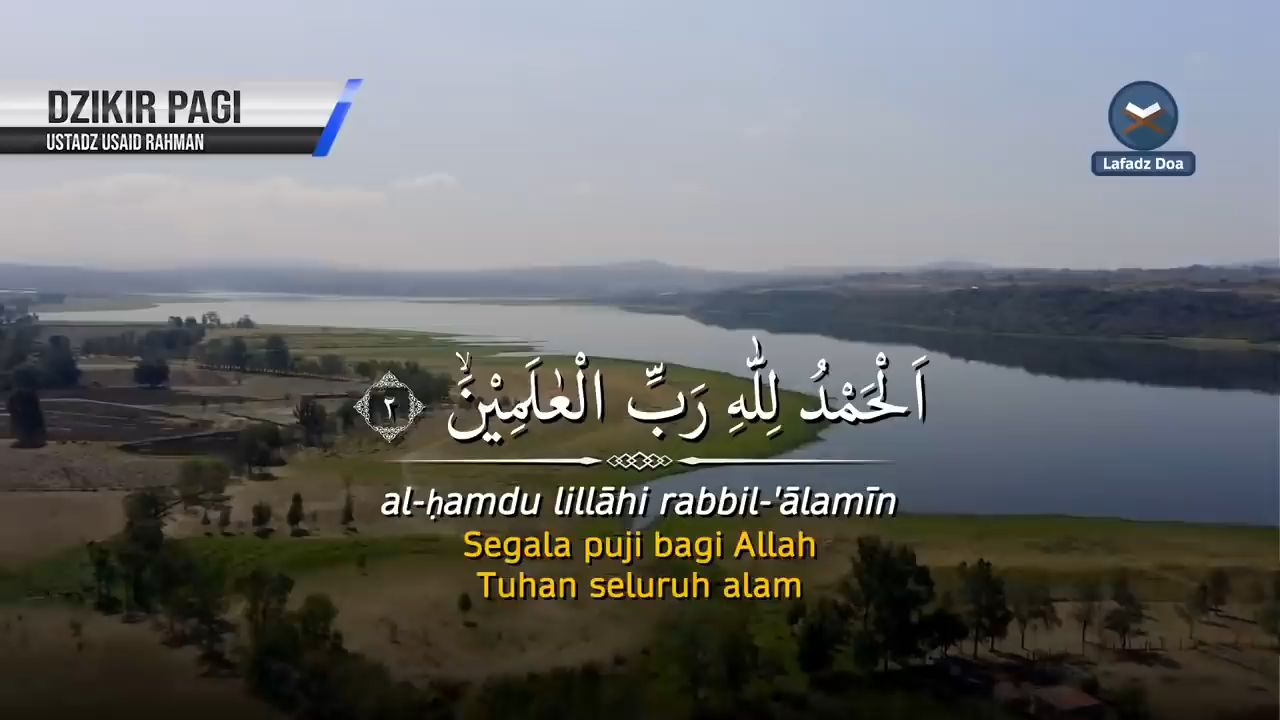 DZIKIR PAGI
USTADZ USAID RAHMAN
Lafadz Doa
اَلْحَمْدُ لِلّٰهِ رَبِّ الْعٰلَمِيْنَۙ ٢
al-ḥamdu lillāhi rabbil-'ālamīn
Segala puji bagi Allah
Tuhan seluruh alam